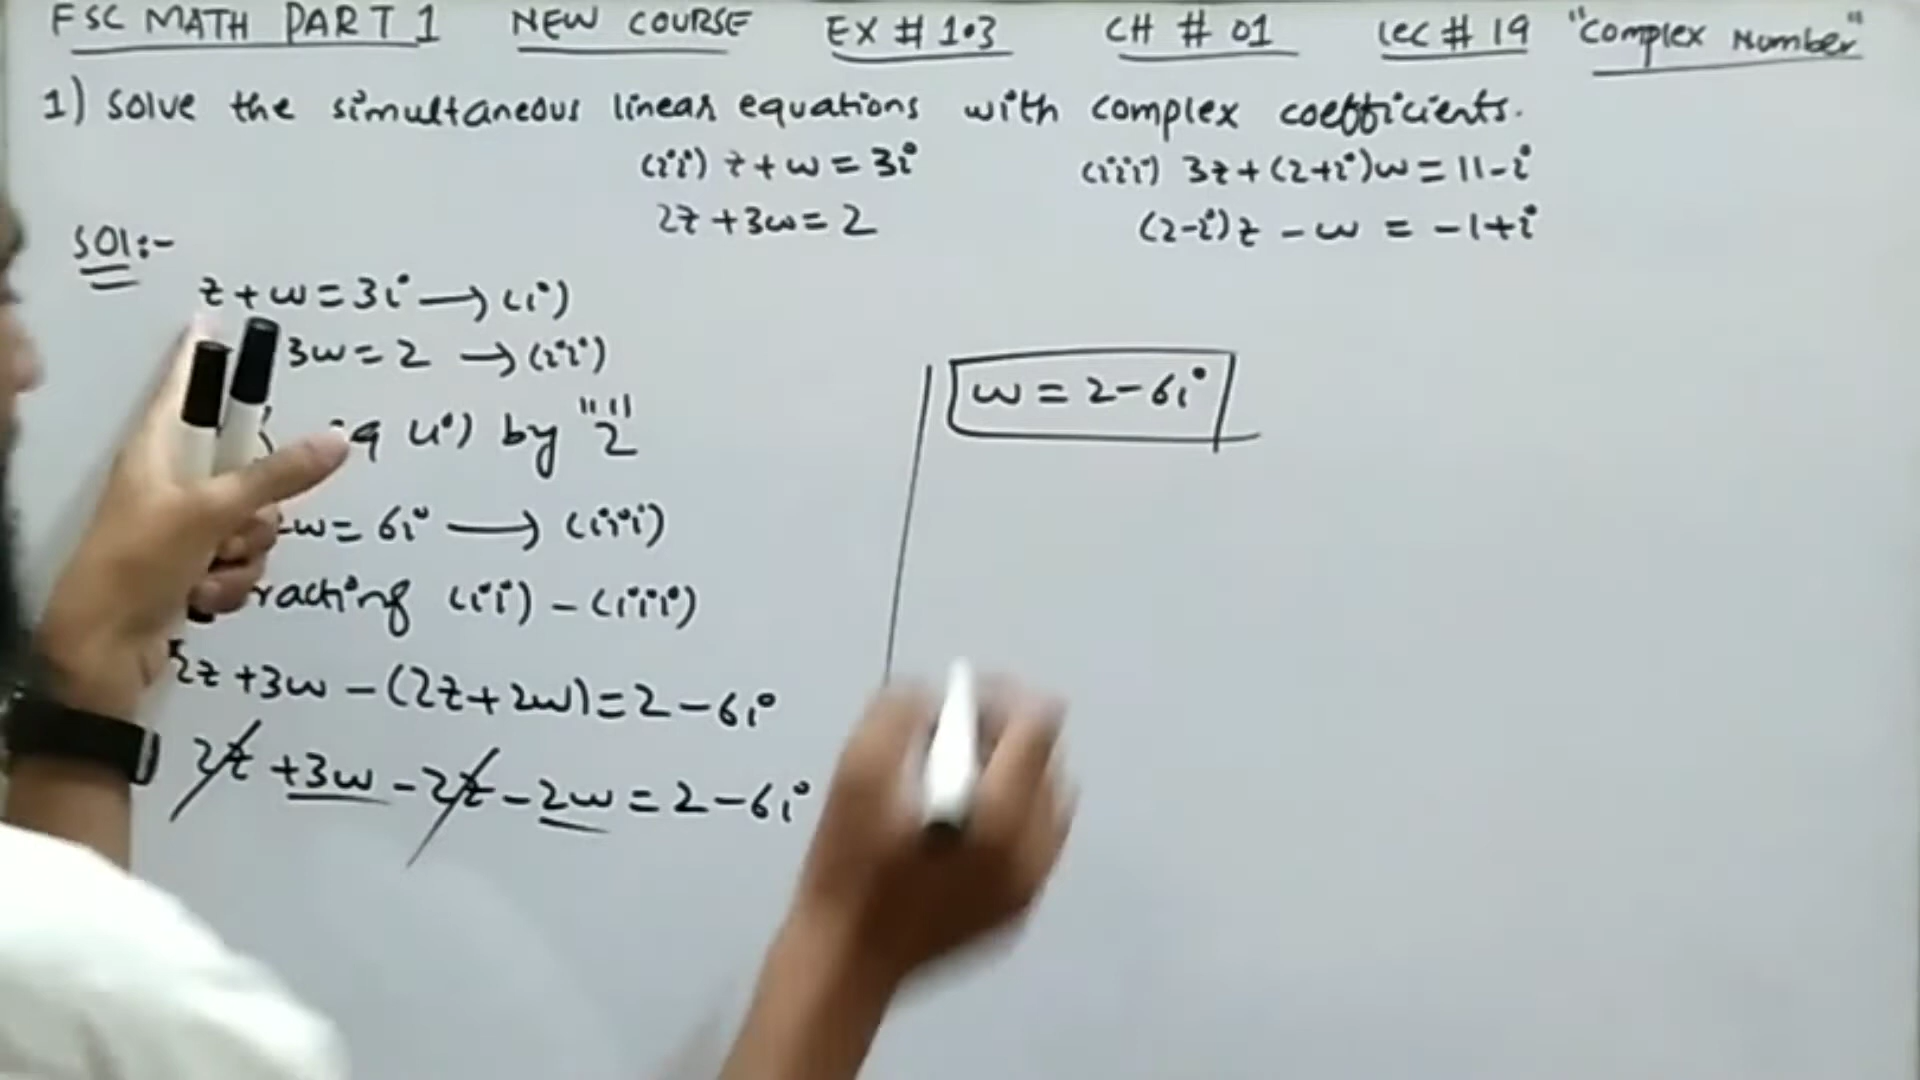 FSC MATH PART 1 NEW COURSE EX # 1.3 CH # 01 Lec # 19 "Complex Number"
1) Solve the simultaneous linear equations with complex coefficients.
(ii) z + w = 3i (iii) 3z + (2+i)w = 11-i
2z + 3w = 2 (2-i)z - w = -1+i
Sol:-
z + w = 3i → (i)
3w = 2 → (ii)
(i) by "2"
w = 6i → (iii)
(ii) - (iii)
2z + 3w - (2z + 2w) = 2 - 6i
2z + 3w - 2z - 2w = 2 - 6i
w = 2 - 6i